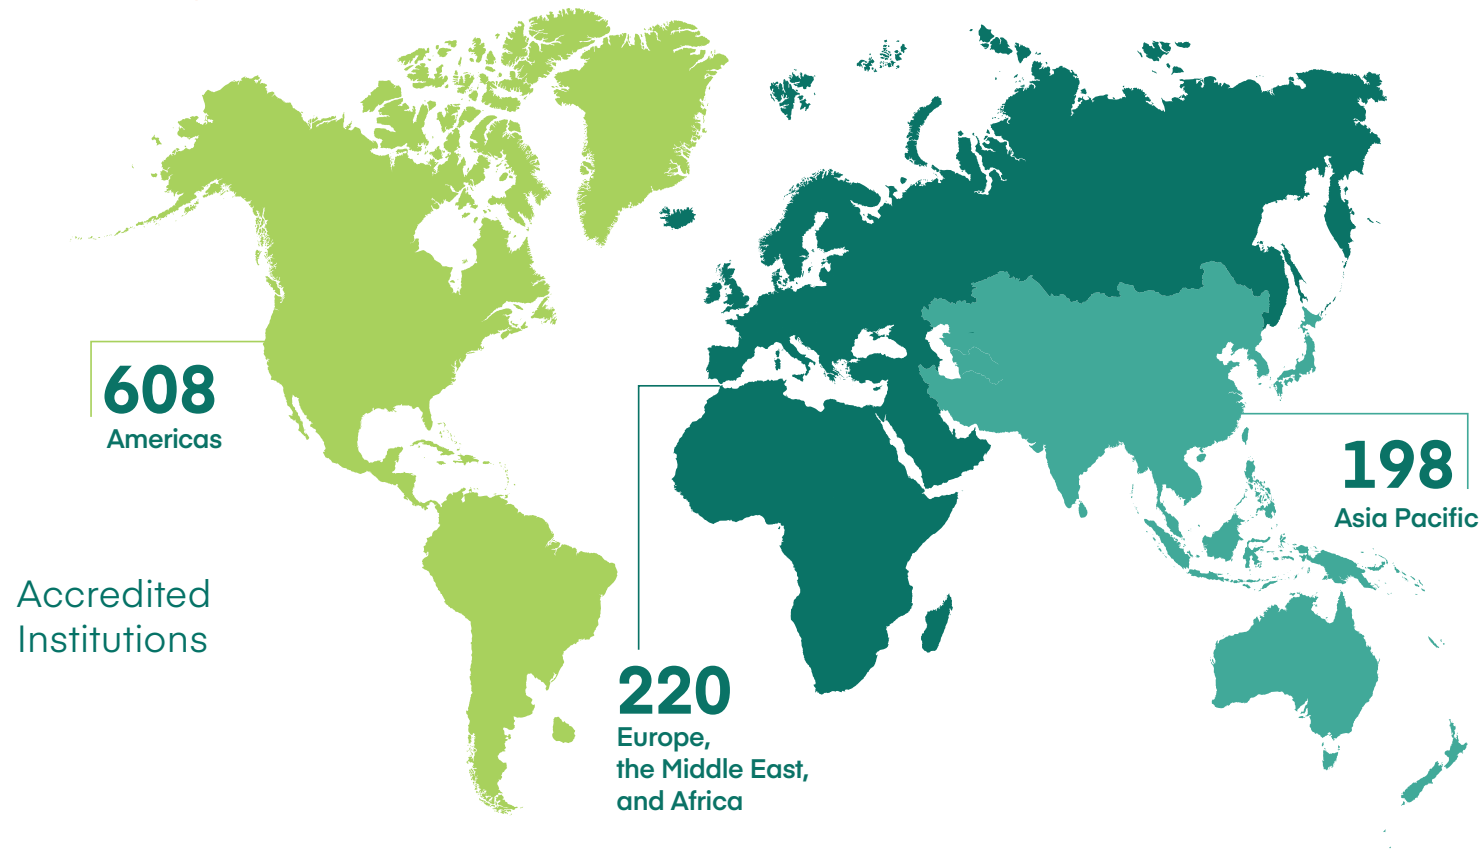 608
Americas
198
Asia Pacific
Accredited
Institutions
220
Europe,
the Middle East,
and Africa